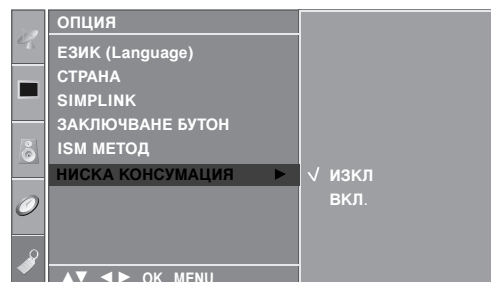 ОПЦИЯ
ЕЗИК (Language)
СТРАНА
SIMPLINK
ЗАКЛЮЧВАНЕ БУТОН
ISM МЕТОД
НИСКА КОНСУМАЦИЯ ► √ ИЗКЛ
ВКЛ.
▲▼ ◄► OK MENU